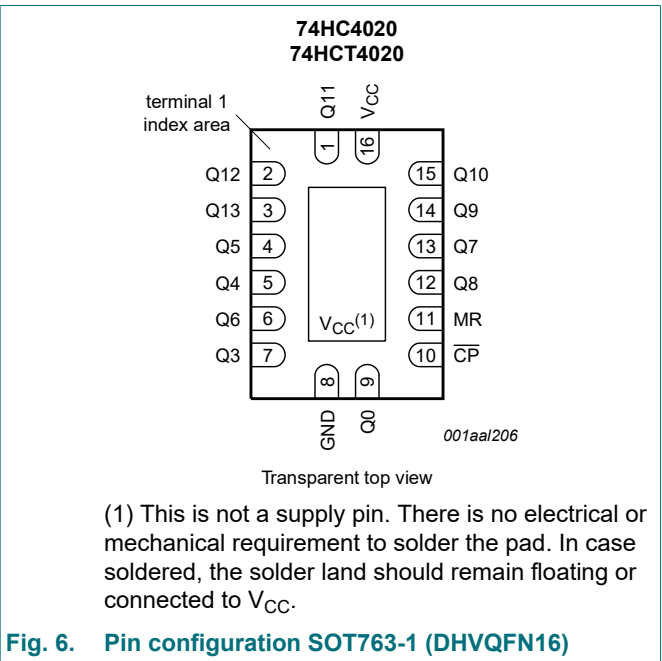 74HC4020
74HCT4020
terminal 1
index area
Q11
VCC
1
16
Q12 2
15 Q10
Q13 3
14 Q9
Q5 4
13 Q7
Q4 5
12 Q8
Q6 6
VCC(1)
11 MR
Q3 7
10 C̅P̅
8
9
GND
Q0
001aal206
Transparent top view
(1) This is not a supply pin. There is no electrical or
mechanical requirement to solder the pad. In case
soldered, the solder land should remain floating or
connected to VCC.
Fig. 6. Pin configuration SOT763-1 (DHVQFN16)